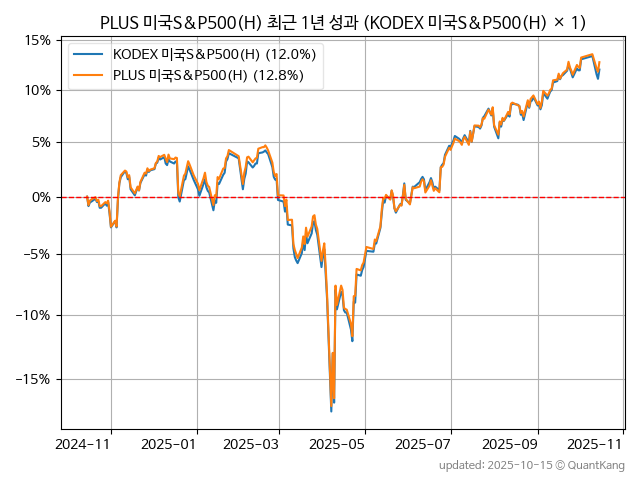 PLUS 미국S&P500(H) 최근 1년 성과 (KODEX 미국S&P500(H) × 1)
KODEX 미국S&P500(H) (12.0%)
PLUS 미국S&P500(H) (12.8%)
15%
10%
5%
0%
−5%
−10%
−15%
2024-11 2025-01 2025-03 2025-05 2025-07 2025-09 2025-11
updated: 2025-10-15 © QuantKang